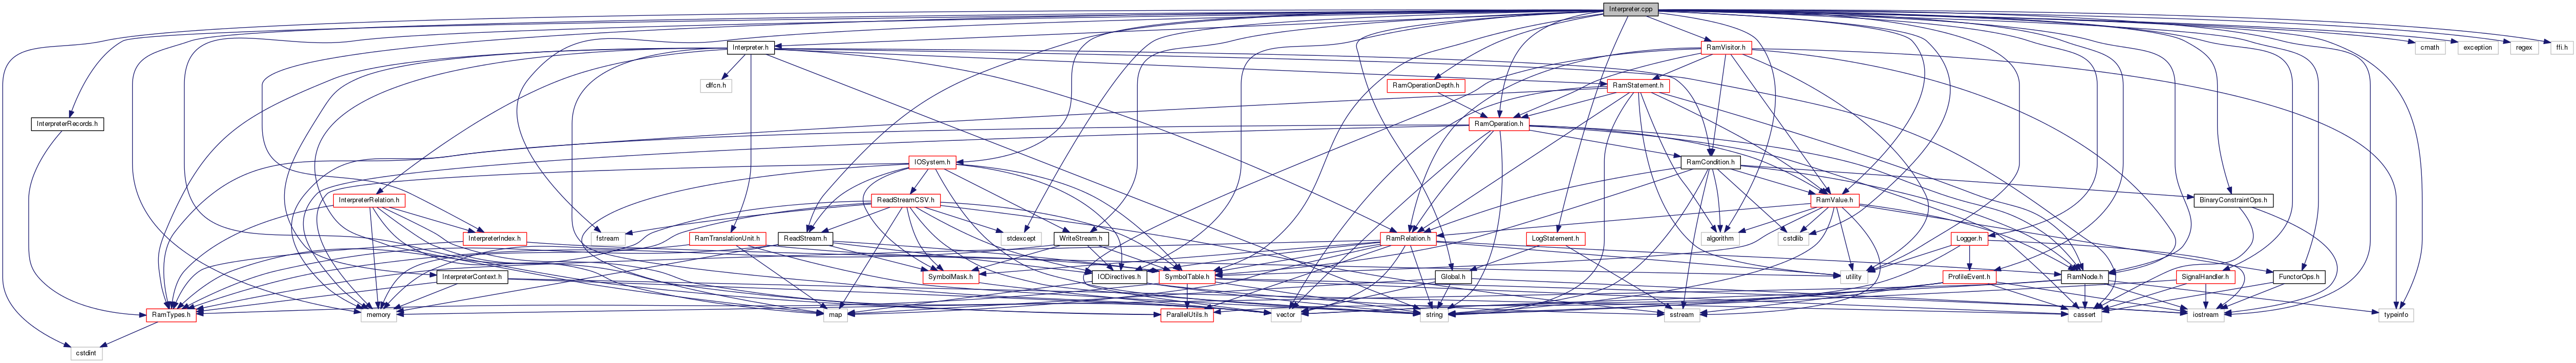 Interpreter.cpp
Interpreter.h
RamVisitor.h
cmath
exception
regex
ffi.h
dlfcn.h
RamOperationDepth.h
RamStatement.h
InterpreterRecords.h
RamOperation.h
IOSystem.h
RamCondition.h
InterpreterRelation.h
ReadStreamCSV.h
RamValue.h
BinaryConstraintOps.h
InterpreterIndex.h
fstream
RamTranslationUnit.h
ReadStream.h
stdexcept
WriteStream.h
RamRelation.h
LogStatement.h
algorithm
cstdlib
Logger.h
InterpreterContext.h
SymbolMask.h
IODirectives.h
SymbolTable.h
Global.h
utility
ProfileEvent.h
RamNode.h
SignalHandler.h
FunctorOps.h
RamTypes.h
memory
map
ParallelUtils.h
vector
string
sstream
cassert
iostream
typeinfo
cstdint